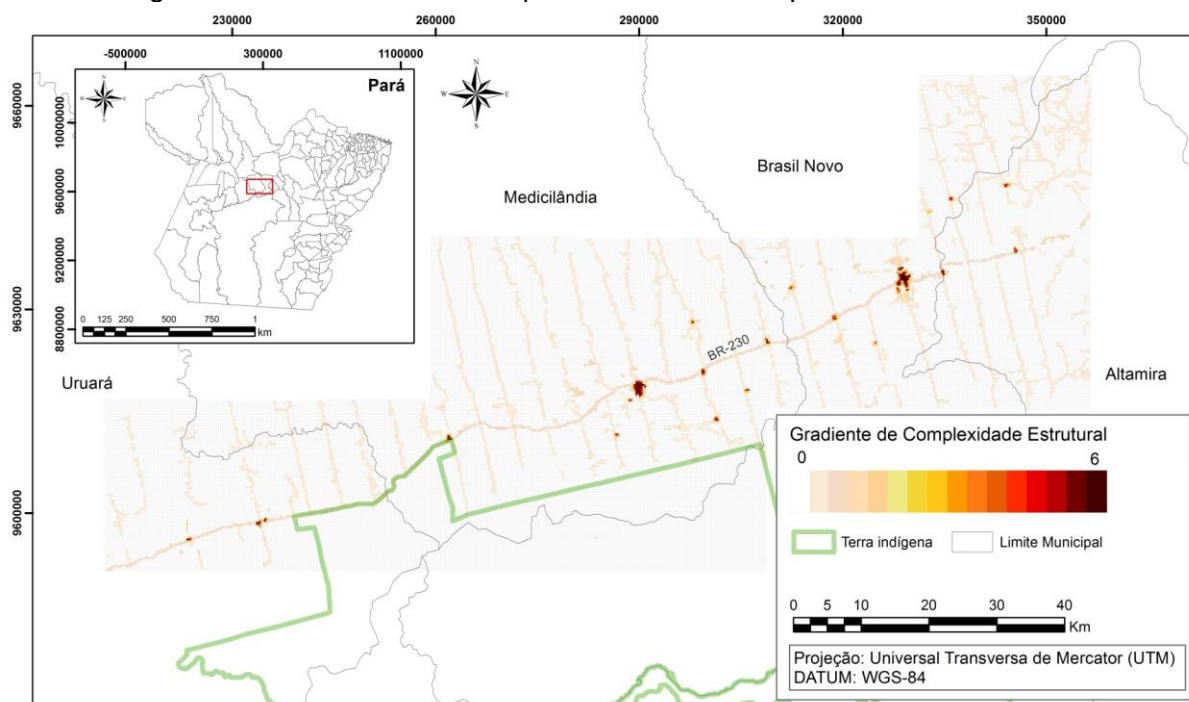 230000 260000 290000 320000 350000
-500000 300000 1100000
Pará
N
W E
S
N
W E
S
9660000
9630000
960000
10000000
9600000
9200000
8800000
0 125 250 500 750 1
km
Brasil Novo
Medicilândia
BR-230
Uruará
Altamira
Gradiente de Complexidade Estrutural
0 6
Terra indígena Limite Municipal
0 5 10 20 30 40
Km
Projeção: Universal Transversa de Mercator (UTM)
DATUM: WGS-84